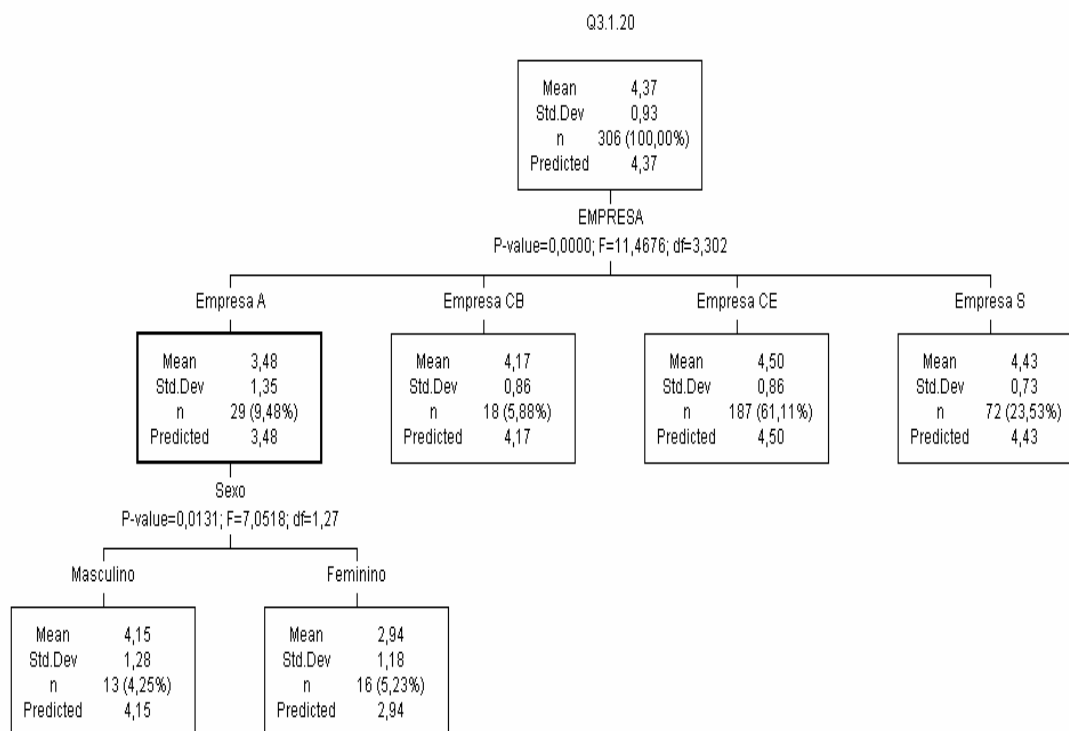 Q3.1.20
Mean 4,37
Std.Dev 0,93
n 306 (100,00%)
Predicted 4,37
EMPRESA
P-value=0,0000; F=11,4676; df=3,302
Empresa A
Mean 3,48
Std.Dev 1,35
n 29 (9,48%)
Predicted 3,48
Empresa CB
Mean 4,17
Std.Dev 0,86
n 18 (5,88%)
Predicted 4,17
Empresa CE
Mean 4,50
Std.Dev 0,86
n 187 (61,11%)
Predicted 4,50
Empresa S
Mean 4,43
Std.Dev 0,73
n 72 (23,53%)
Predicted 4,43
Sexo
P-value=0,0131; F=7,0518; df=1,27
Masculino
Mean 4,15
Std.Dev 1,28
n 13 (4,25%)
Predicted 4,15
Feminino
Mean 2,94
Std.Dev 1,18
n 16 (5,23%)
Predicted 2,94